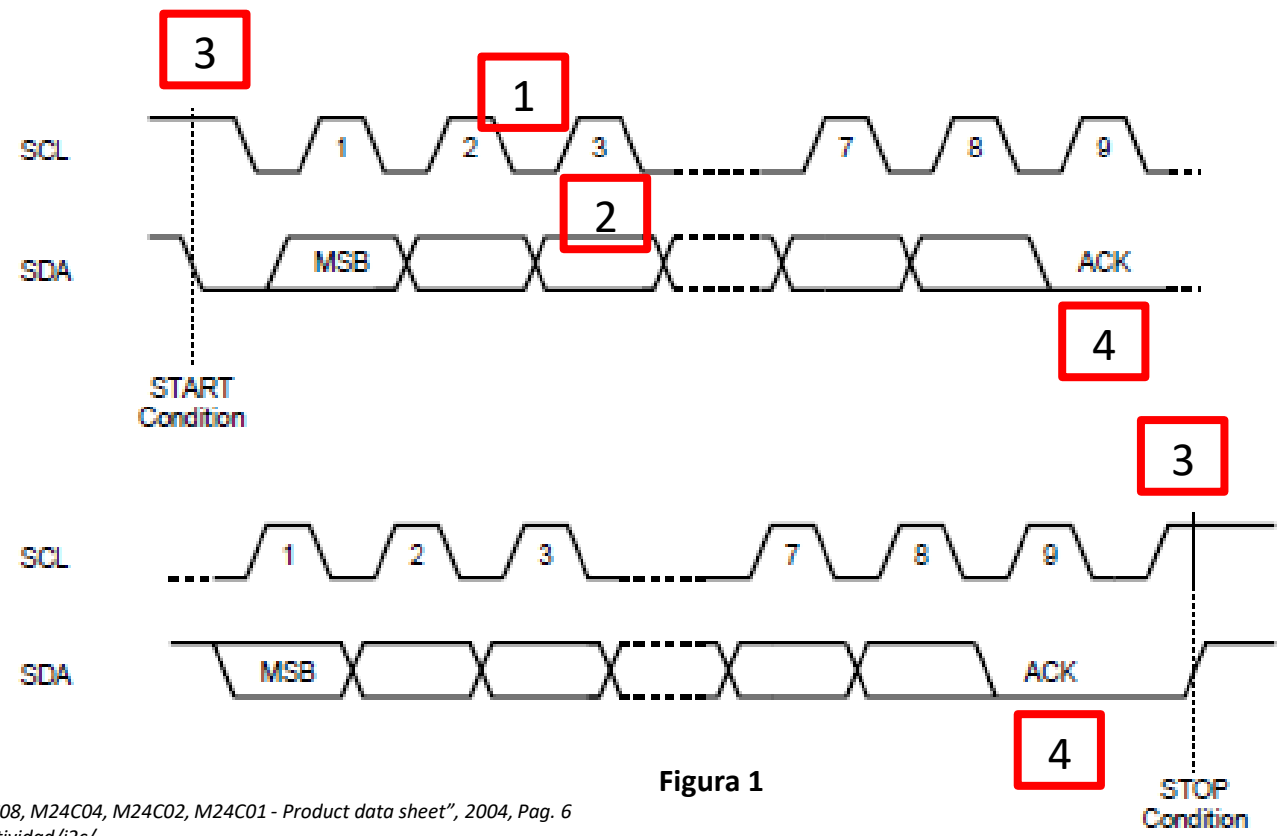 3
1
SCL 1 2 3 7 8 9
2
SDA MSB ACK
4
START
Condition
3
SCL 1 2 3 7 8 9
SDA MSB ACK
4
Figura 1
STOP
Condition
08, M24C04, M24C02, M24C01 - Product data sheet”, 2004, Pag. 6